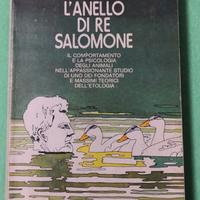 L'ANELLO
DI RE
SALOMONE
IL COMPORTAMENTO
E LA PSICOLOGIA
DEGLI ANIMALI
NELL'APPASSIONANTE STUDIO
DI UNO DEI FONDATORI
E MASSIMI TEORICI
DELL'ETOLOGIA